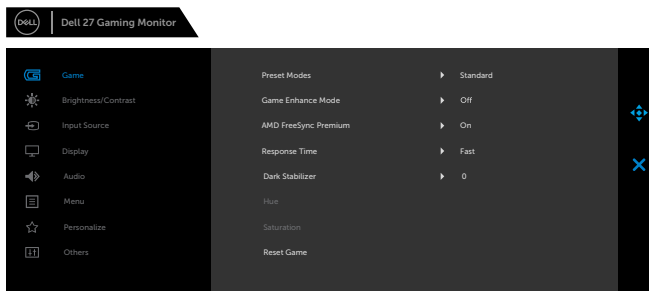 DELL
Dell 27 Gaming Monitor
Game
Preset Modes Standard
Brightness/Contrast
Game Enhance Mode Off
Input Source
AMD FreeSync Premium On
Display
Response Time Fast
Audio
Dark Stabilizer 0
Menu
Hue
Personalize
Saturation
Others
Reset Game